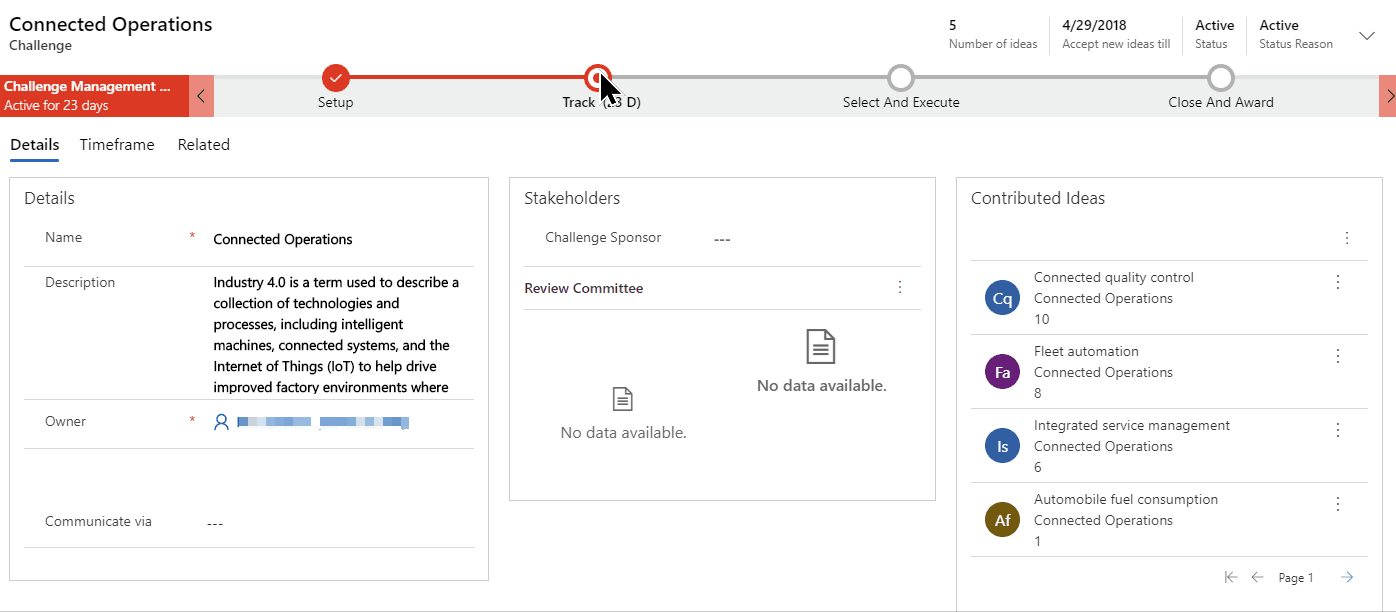 Connected Operations
Challenge
5
Number of ideas
4/29/2018
Accept new ideas till
Active
Status
Active
Status Reason
Challenge Management ...
Active for 23 days
Setup
Track 3 D)
Select And Execute
Close And Award
Details
Timeframe
Related
Details
Name * Connected Operations
Description
Industry 4.0 is a term used to describe a
collection of technologies and
processes, including intelligent
machines, connected systems, and the
Internet of Things (IoT) to help drive
improved factory environments where
Owner *
Communicate via ---
Stakeholders
Challenge Sponsor ---
Review Committee
No data available.
No data available.
Contributed Ideas
Cq
Connected quality control
Connected Operations
10
Fa
Fleet automation
Connected Operations
8
Is
Integrated service management
Connected Operations
6
Af
Automobile fuel consumption
Connected Operations
1
Page 1